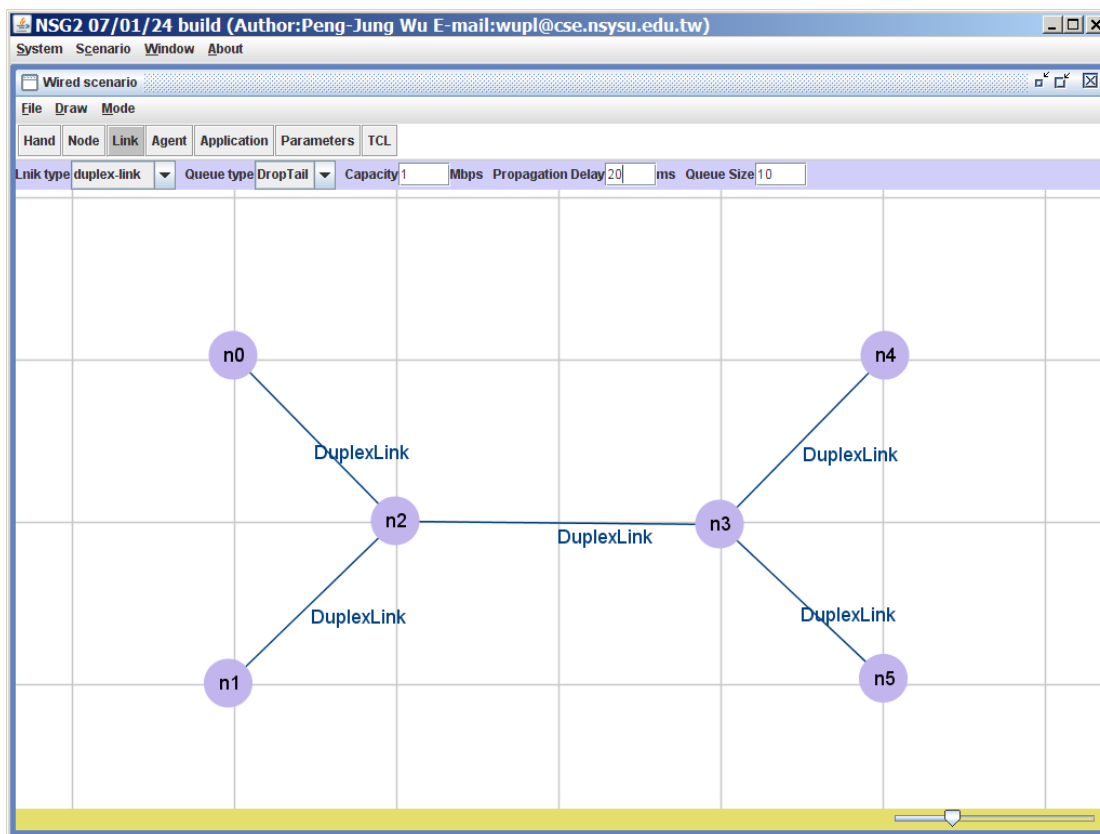 NSG2 07/01/24 build (Author:Peng-Jung Wu E-mail:wupl@cse.nsysu.edu.tw)
System Scenario Window About
Wired scenario
File Draw Mode
Hand Node Link Agent Application Parameters TCL
Lnik type duplex-link Queue type DropTail Capacity 1 Mbps Propagation Delay 20 ms Queue Size 10
n0 n4
DuplexLink DuplexLink
n2 n3
DuplexLink
DuplexLink DuplexLink
n1 n5